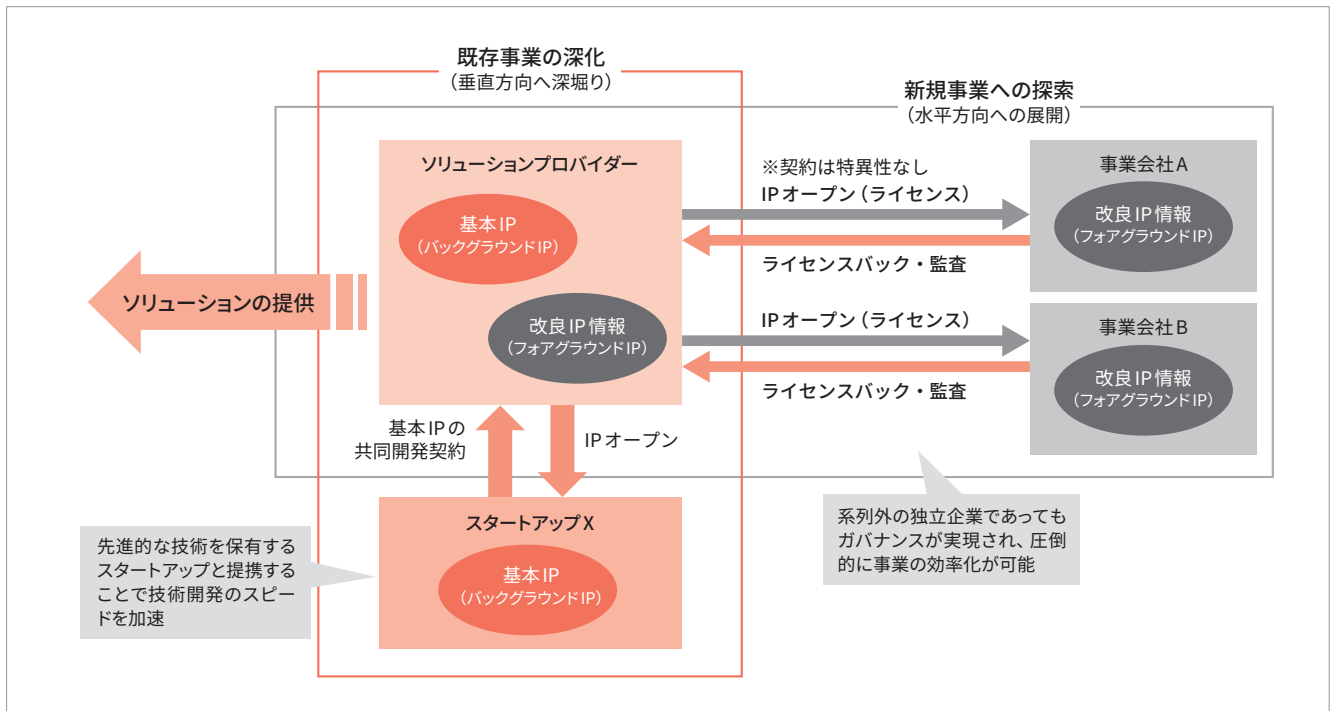 既存事業の深化
（垂直方向へ深堀り）
新規事業への探索
（水平方向への展開）
ソリューションプロバイダー
基本IP
（バックグラウンドIP）
改良IP情報
（フォアグラウンドIP）
※契約は特異性なし
IPオープン（ライセンス）
ライセンスバック・監査
IPオープン（ライセンス）
ライセンスバック・監査
事業会社A
改良IP情報
（フォアグラウンドIP）
事業会社B
改良IP情報
（フォアグラウンドIP）
ソリューションの提供
基本IPの
共同開発契約
IPオープン
スタートアップX
基本IP
（バックグラウンドIP）
先進的な技術を保有する
スタートアップと提携する
ことで技術開発のスピー
ドを加速
系列外の独立企業であっても
ガバナンスが実現され、圧倒
的に事業の効率化が可能